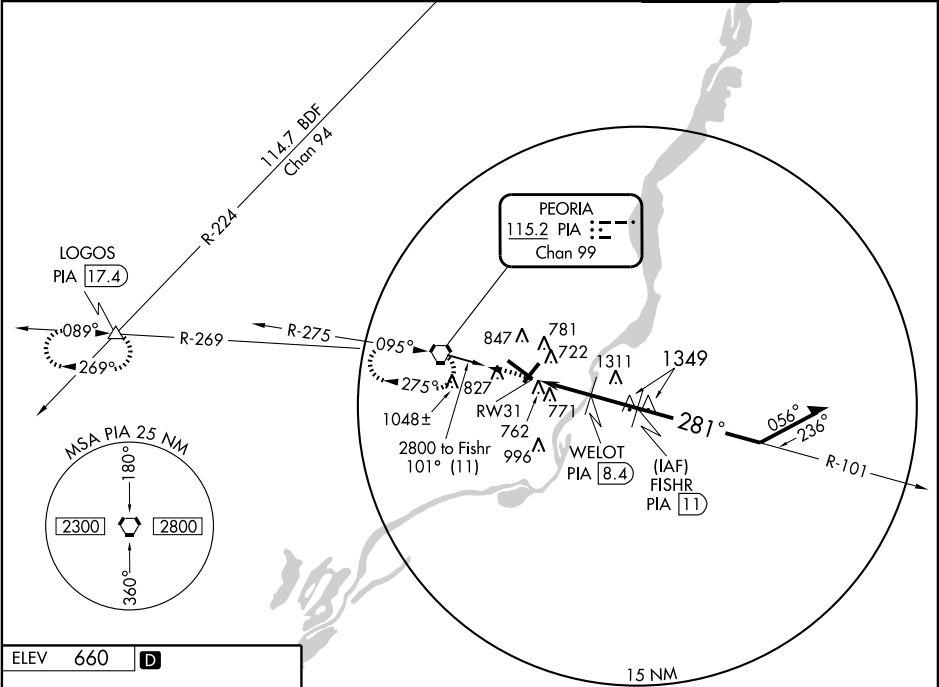 114.7 BDF
Chan 94
R-224
PEORIA
115.2 PIA
Chan 99
LOGOS
PIA 17.4
089°
269°
R-269
R-275
095°
275°
847
781
722
827
1311
1349
1048±
RW31
771
762
996
2800 to Fishr
101° (11)
WELOT
PIA 8.4
281°
(IAF)
FISHR
PIA 11
056°
236°
R-101
MSA PIA 25 NM
180°
2300
2800
360°
ELEV 660 D
15 NM